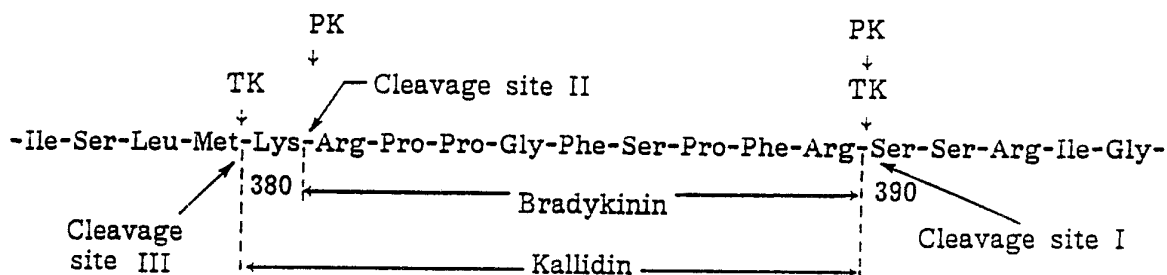 PK PK
TK Cleavage site II TK
-Ile-Ser-Leu-Met-Lys-Arg-Pro-Pro-Gly-Phe-Ser-Pro-Phe-Arg-Ser-Ser-Arg-Ile-Gly-
380 Bradykinin 390
Cleavage site III
Kallidin
Cleavage site I